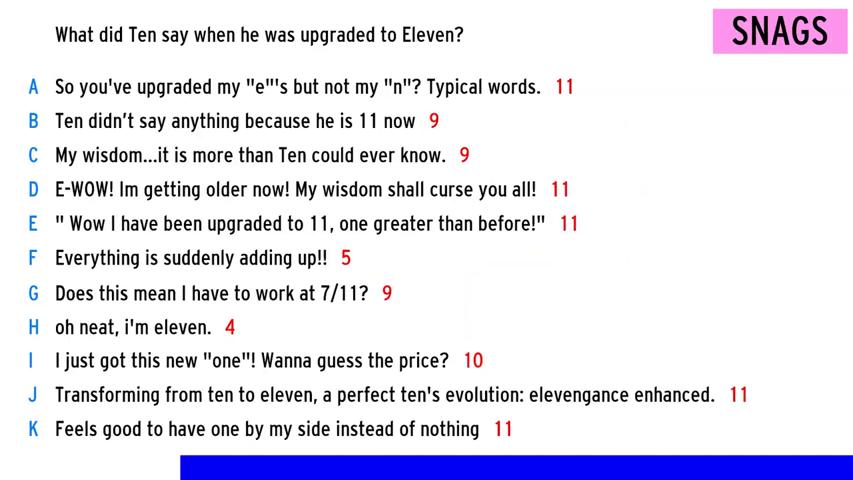 What did Ten say when he was upgraded to Eleven?
SNAGS
A So you've upgraded my "e"'s but not my "n"? Typical words. 11
B Ten didn't say anything because he is 11 now 9
C My wisdom...it is more than Ten could ever know. 9
D E-WOW! Im getting older now! My wisdom shall curse you all! 11
E " Wow I have been upgraded to 11, one greater than before!" 11
F Everything is suddenly adding up!! 5
G Does this mean I have to work at 7/11? 9
H oh neat, i'm eleven. 4
I I just got this new "one"! Wanna guess the price? 10
J Transforming from ten to eleven, a perfect ten's evolution: elevengance enhanced. 11
K Feels good to have one by my side instead of nothing 11